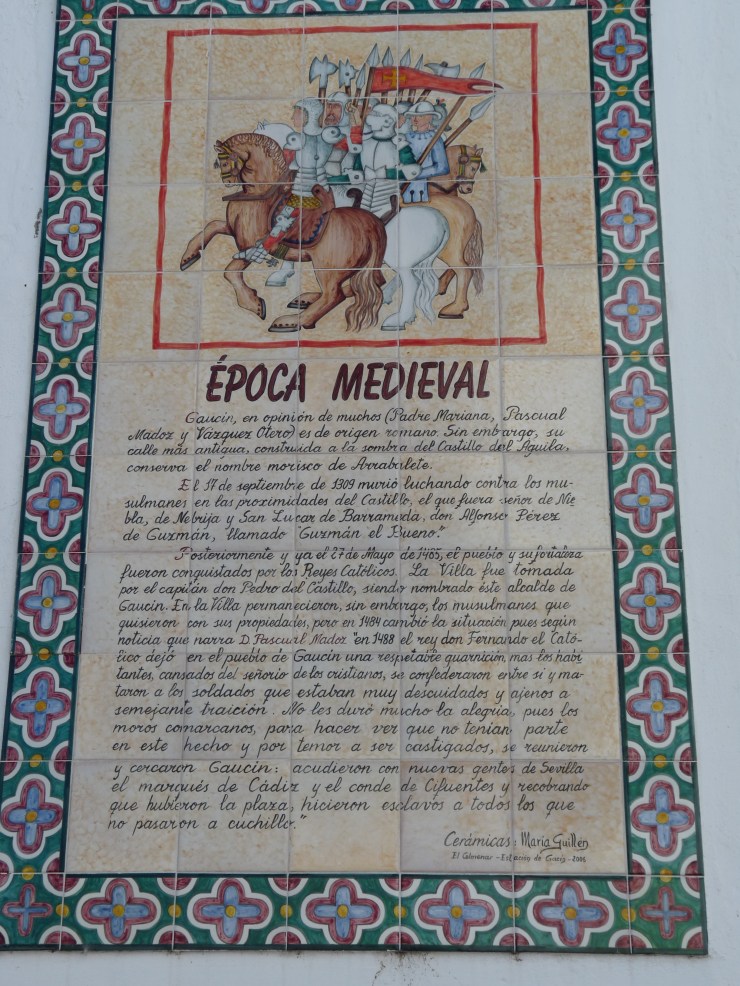 ÉPOCA MEDIEVAL
Gaucín, en opinión de muchos (Padre Mariana, Pascual
Madoz y Vázquez Otero) es de origen romano. Sin embargo, su
calle más antigua, construida a la sombra del Castillo del Águila,
conserva el nombre morisco de Arrabalete.
El 17 de septiembre de 1309 murió luchando contra los mu-
sulmanes en las proximidades del Castillo, el que fuera señor de Nie-
bla, de Nebrija y San Lucar de Barrameda, don Alfonso Pérez
de Guzmán, llamado "Guzmán el Bueno."
Posteriormente y ya el 27 de Mayo de 1485, el pueblo y su fortaleza
fueron conquistados por los Reyes Católicos. La Villa fue tomada
por el capitán don Pedro del Castillo, siendo nombrado éste alcalde de
Gaucín. En la Villa permanecieron, sin embargo, los musulmanes que
quisieron con sus propiedades, pero en 1484 cambió la situación pues según
noticia que narra D. Pascual Madoz "en 1488 el rey don Fernando el Cató-
lico dejó en el pueblo de Gaucín una respetable guarnición, mas los habi
tantes, cansados del señorio de los cristianos, se confederaron entre si y ma-
taron a los soldados que estaban muy descuidados y ajenos a
semejante traición. No les duró mucho la alegría, pues los
moros comarcanos, para hacer ver que no tenían parte
en este hecho y por temor a ser castigados, se reunieron
y cercaron Gaucín: acudieron con nuevas gentes de Sevilla
el marqués de Cádiz y el conde de Cifuentes y recobrando
que hubieron la plaza, hicieron esclavos a todos los que
no pasaron a cuchillo."
Cerámicas: María Guillén
Estación de Gaucín - 2006